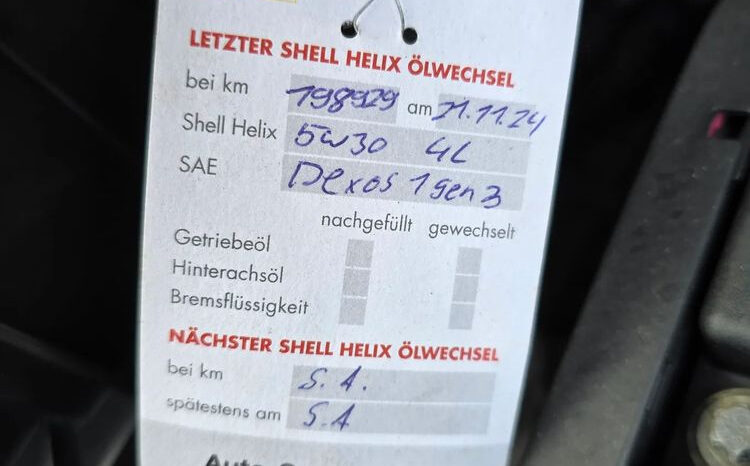 LETZTER SHELL HELIX ÖLWECHSEL
bei km 198929 am 21.11.24
Shell Helix 5W30 4L
SAE Dexos 1 gen 3
nachgefüllt gewechselt
Getriebeöl
Hinterachsöl
Bremsflüssigkeit
NÄCHSTER SHELL HELIX ÖLWECHSEL
bei km S. A.
spätestens am S.A